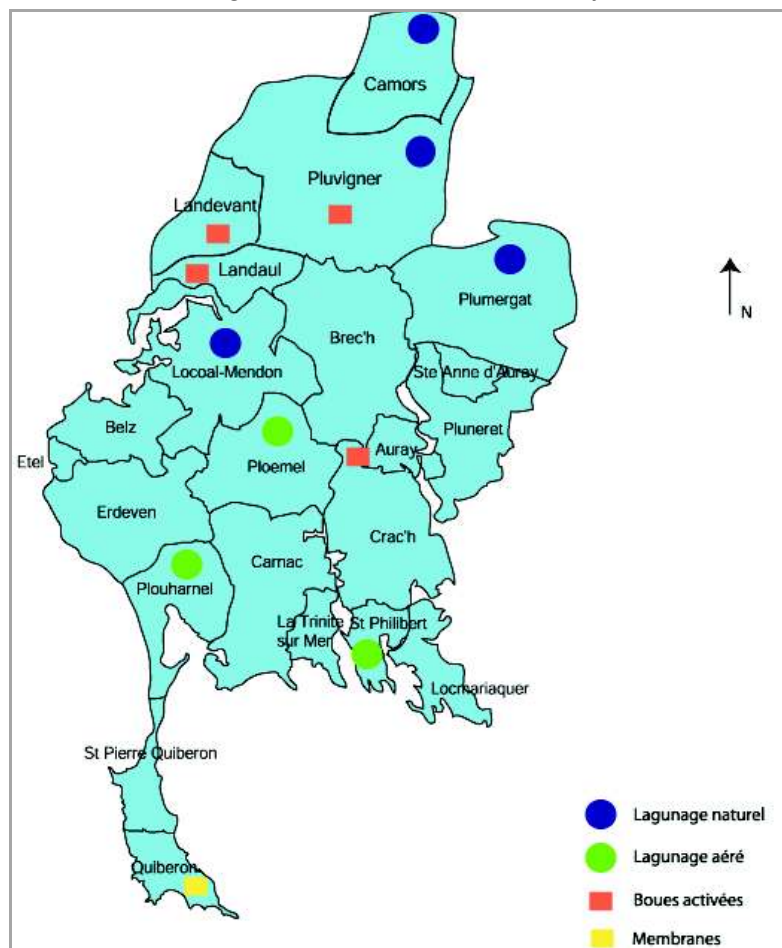 Camors
Pluvigner
Landevant
Landaul
Plumergat
N
Brec'h
Locoal-Mendon
Ste Anne d'Auray
Belz
Auray
Pluneret
Etel
Ploemel
Erdeven
Crac'h
Carnac
Plouharnel
La Trinite
sur Mer
St Philibert
Locmariaquer
St Pierre Quiberon
Quiberon
Lagunage naturel
Lagunage aéré
Boues activées
Membranes